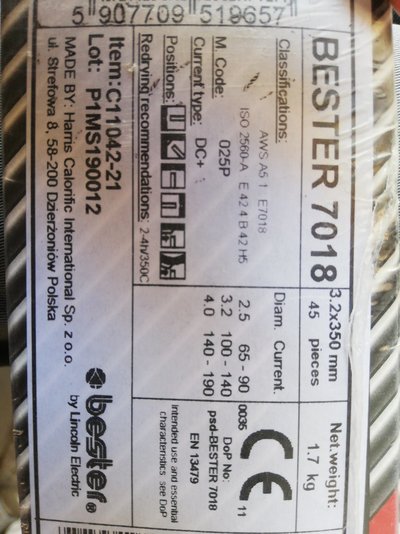 5 907709 518657
BESTER 7018
3.2x350 mm
45 pieces
Net.weight:
1.7 kg
Classifications:
AWS A5.1 E7018
ISO 2560-A E 42 4 B 42 H5
M. Code: 025P
Current type: DC+
Positions:
Redrying recommendations: 2-4h/350C
Diam. Current.
2.5 65 - 90
3.2 100 - 140
4.0 140 - 190
CE
0035
11
DoP No:
psd-BESTER 7018
Intended use and essential
characteristics see DoP
EN 13479
Item:C11042-21
Lot: P1MS190012
MADE BY: Harris Calorific International Sp. z o.o.
ul. Strefowa 8, 58-200 Dzierżoniów Polska
bester®
by Lincoln Electric